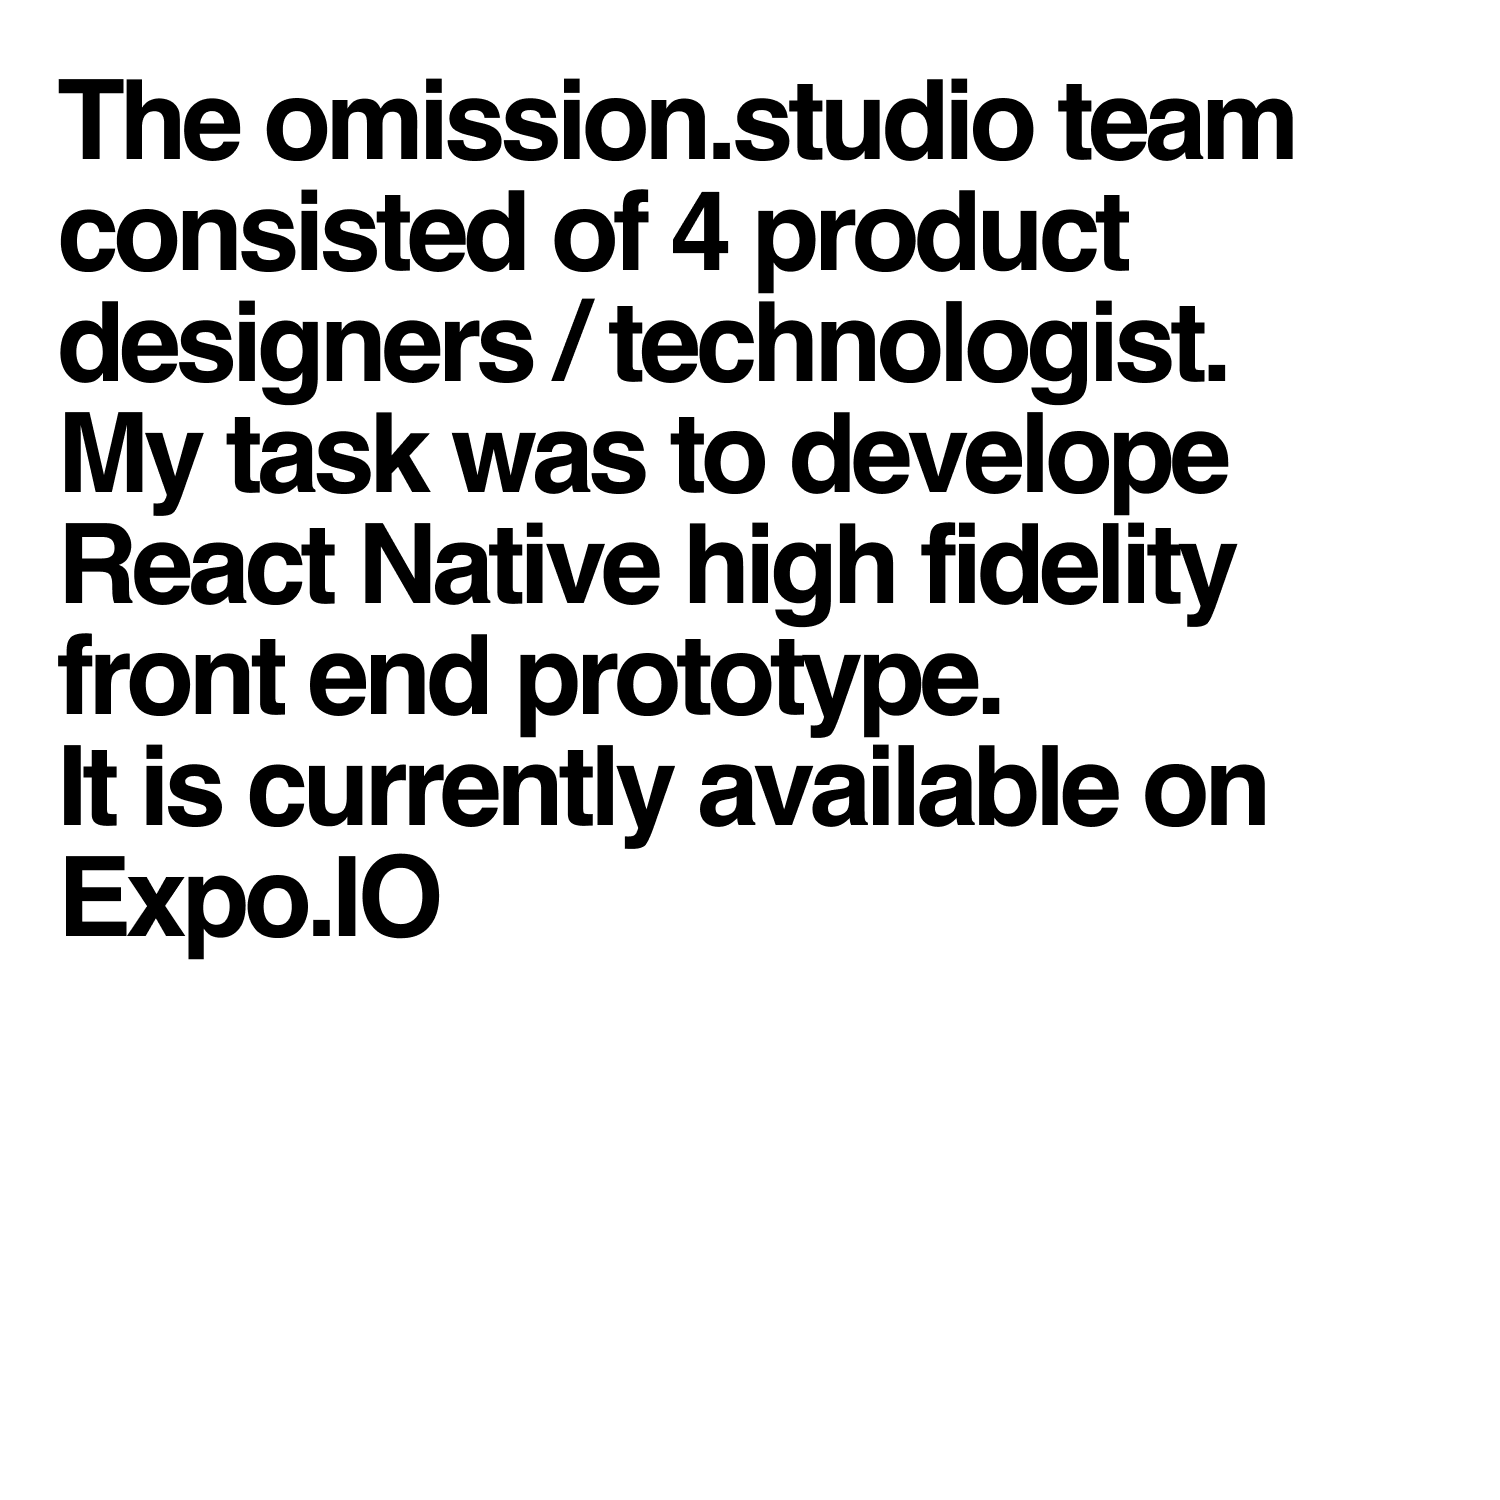 The omission.studio team
consisted of 4 product
designers / technologist.
My task was to develope
React Native high fidelity
front end prototype.
It is currently available on
Expo.IO